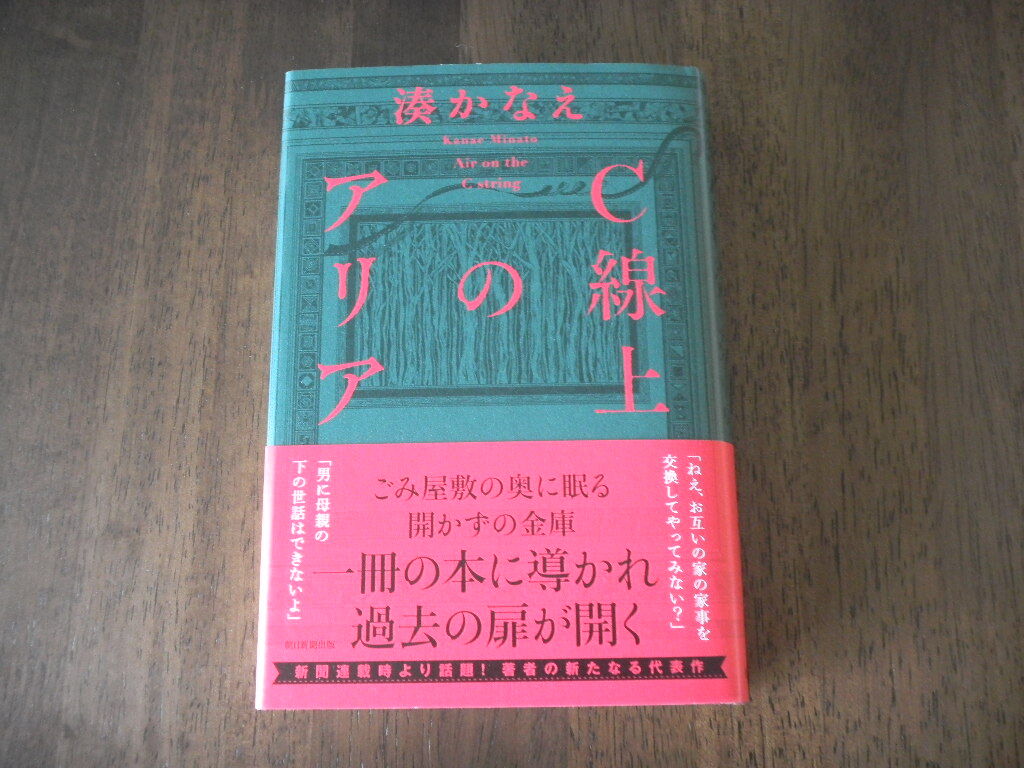 湊かなえ
Kanae Minato
Air on the
C string
C線上
の
アリア
「ねえ、お互いの家の家事を
交換してやってみない?」
ごみ屋敷の奥に眠る
開かずの金庫
一冊の本に導かれ
過去の扉が開く
「男に母親の
下の世話はできないよ」
朝日新聞出版
新聞連載時より話題!著者の新たなる代表作